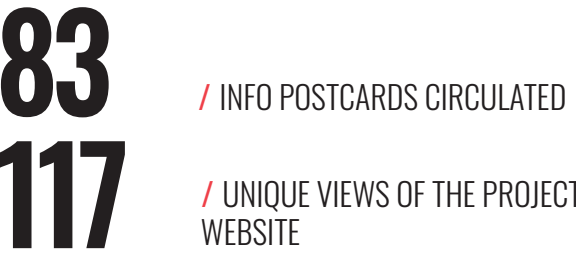 83
/ INFO POSTCARDS CIRCULATED
117
/ UNIQUE VIEWS OF THE PROJECT
WEBSITE